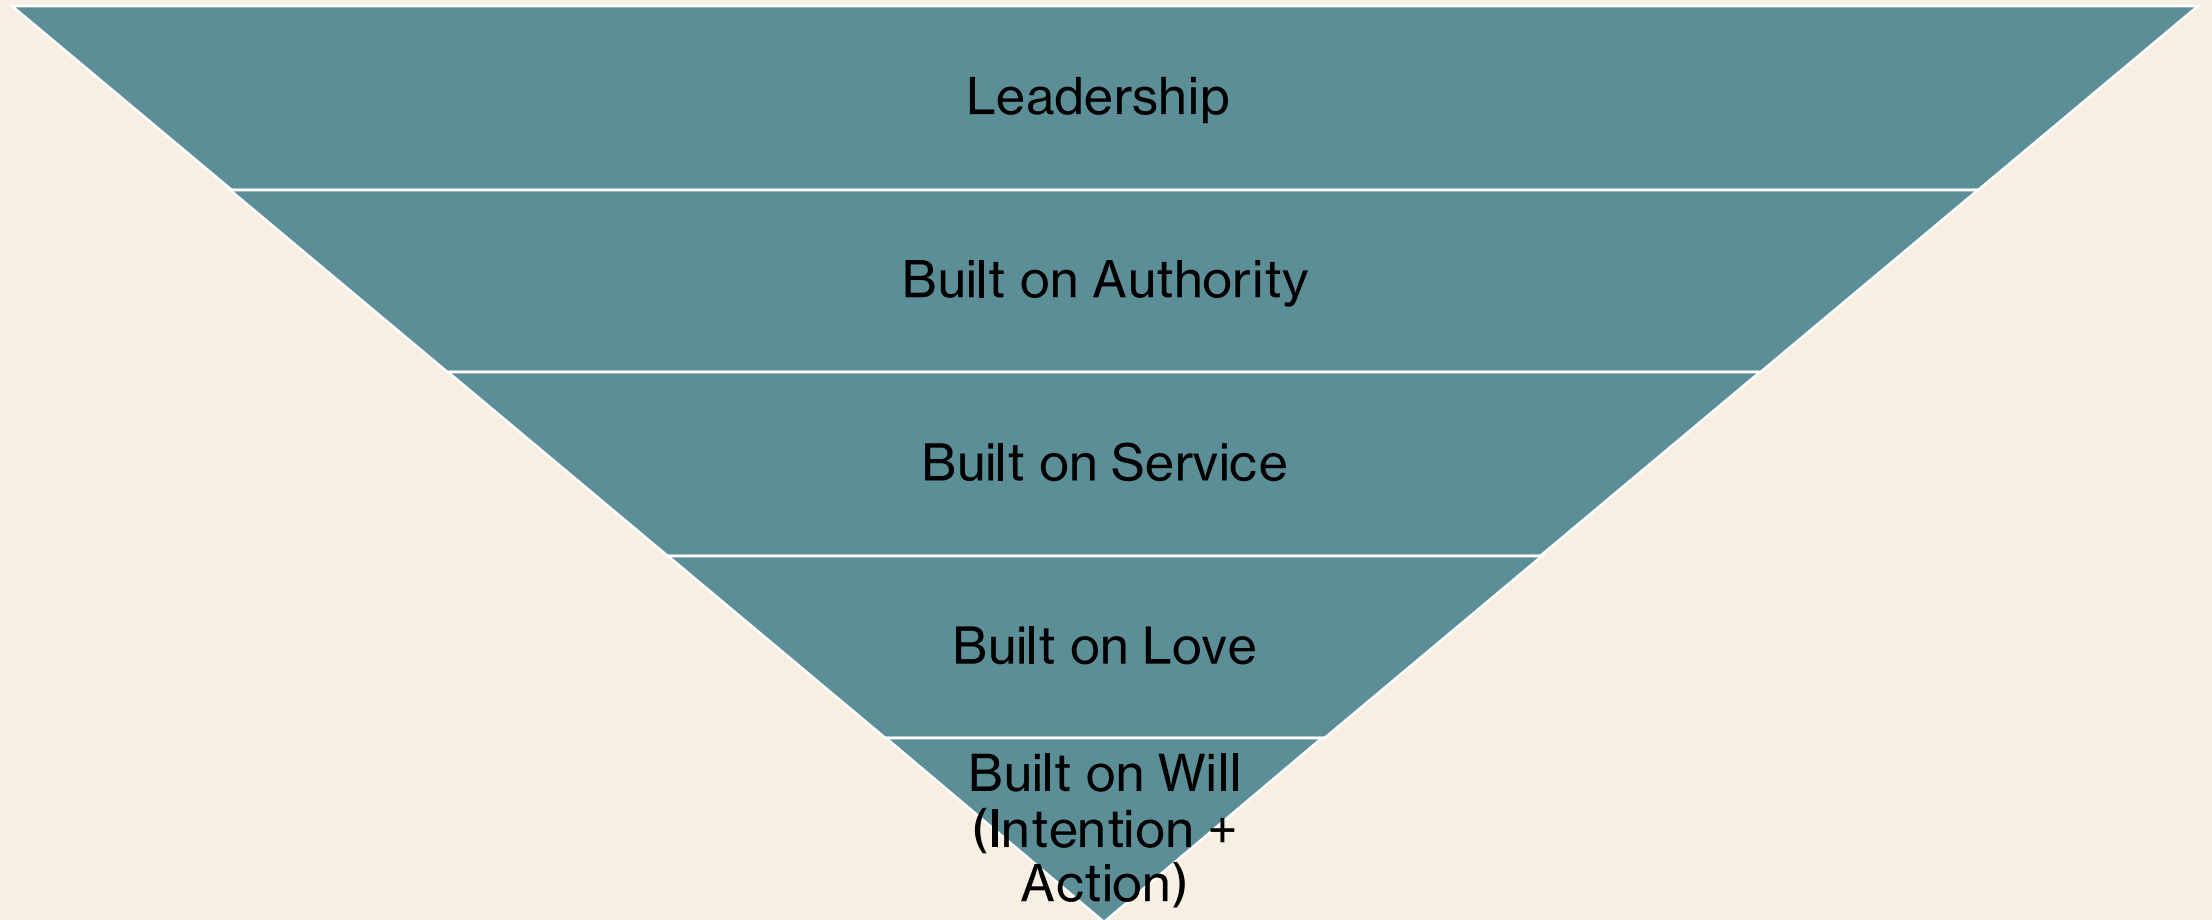 Leadership
Built on Authority
Built on Service
Built on Love
Built on Will
(Intention +
Action)